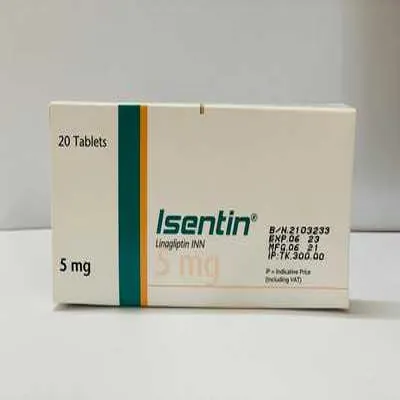 20 Tablets
Isentin®
Linagliptin INN
5 mg
5 mg
B/N.2103233
EXP.06 23
MFG.06 21
IP:TK.300.00
IP = Indicative Price
(Including VAT)